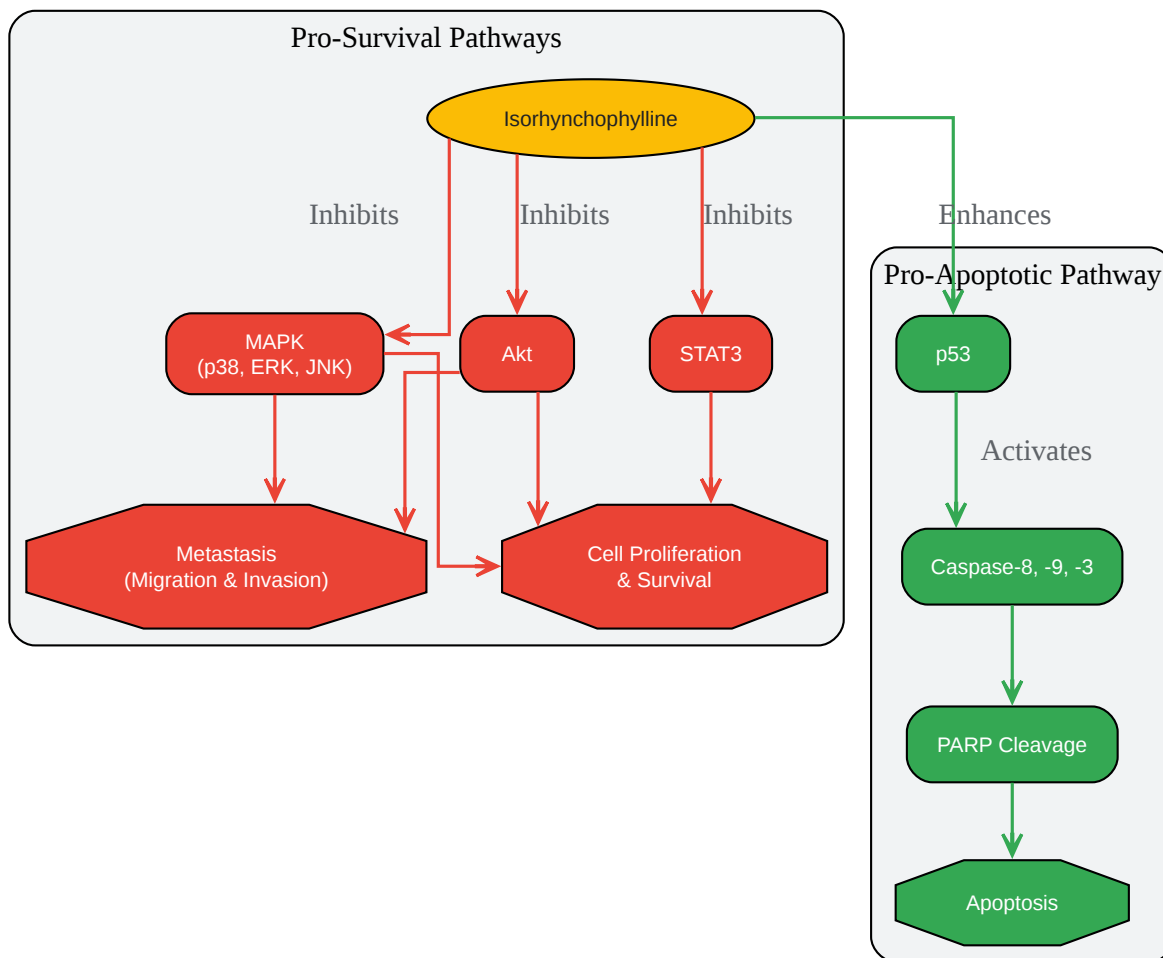 Pro-Survival Pathways
Isorhynchophylline
Inhibits
Inhibits
Inhibits
Enhances
Pro-Apoptotic Pathway
MAPK
(p38, ERK, JNK)
Akt
STAT3
p53
Activates
Metastasis
(Migration & Invasion)
Cell Proliferation
& Survival
Caspase-8, -9, -3
PARP Cleavage
Apoptosis